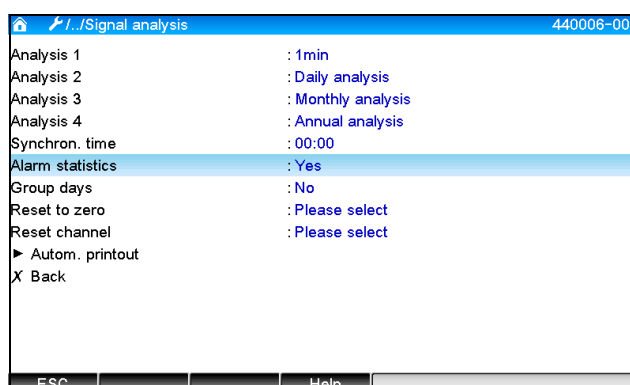 /../Signal analysis 440006-00
Analysis 1 : 1min
Analysis 2 : Daily analysis
Analysis 3 : Monthly analysis
Analysis 4 : Annual analysis
Synchron. time : 00:00
Alarm statistics : Yes
Group days : No
Reset to zero : Please select
Reset channel : Please select
► Autom. printout
X Back
ESC Help